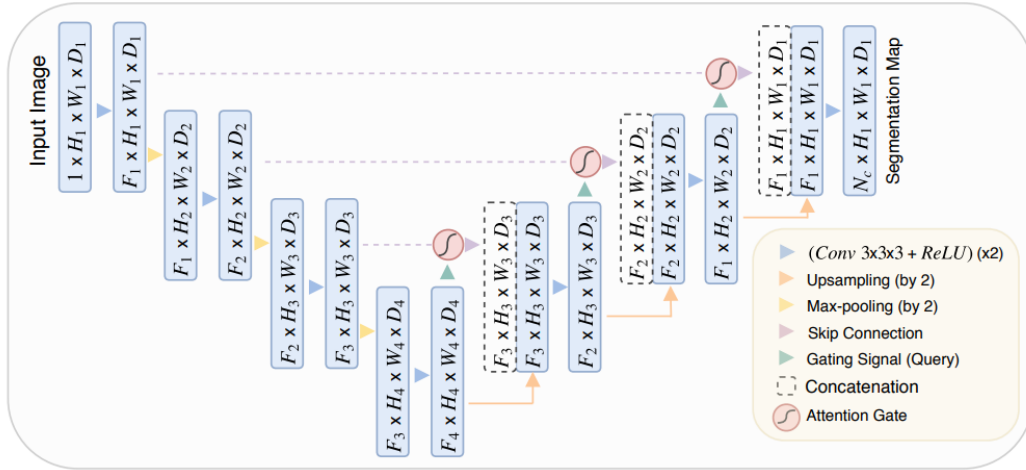 Input Image
1 x H₁ x W₁ x D₁
F₁ x H₁ x W₁ x D₁
F₁ x H₂ x W₂ x D₂
F₂ x H₂ x W₂ x D₂
F₂ x H₃ x W₃ x D₃
F₃ x H₃ x W₃ x D₃
F₃ x H₄ x W₄ x D₄
F₄ x H₄ x W₄ x D₄
F₃ x H₃ x W₃ x D₃
F₃ x H₃ x W₃ x D₃
F₂ x H₃ x W₃ x D₃
F₂ x H₂ x W₂ x D₂
F₂ x H₂ x W₂ x D₂
F₁ x H₂ x W₂ x D₂
F₁ x H₁ x W₁ x D₁
F₁ x H₁ x W₁ x D₁
N_c x H₁ x W₁ x D₁
Segmentation Map
(Conv 3x3x3 + ReLU) (x2)
Upsampling (by 2)
Max-pooling (by 2)
Skip Connection
Gating Signal (Query)
Concatenation
Attention Gate